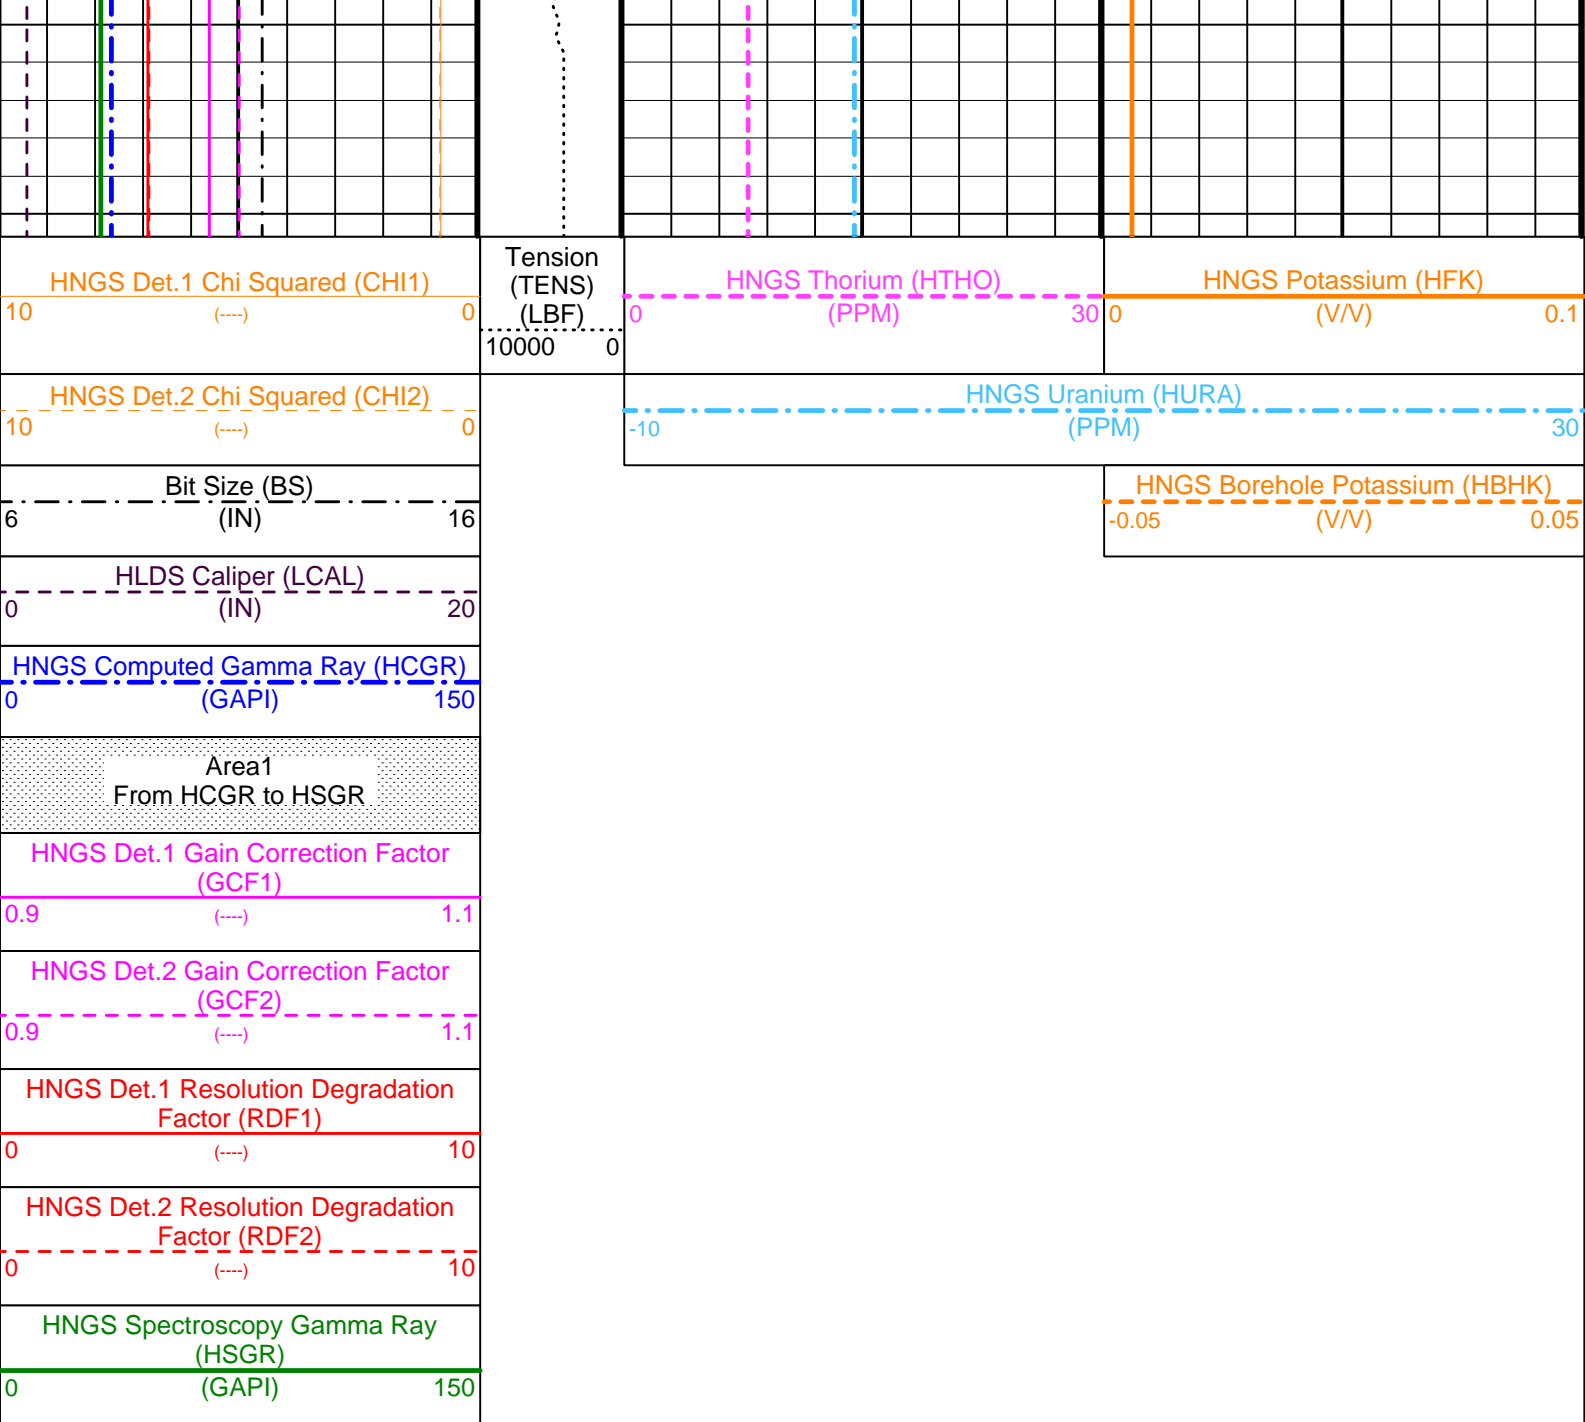 HNGS Det.1 Chi Squared (CHI1)
10 (----) 0
Tension
(TENS)
(LBF)
10000 0
HNGS Thorium (HTHO)
0 (PPM) 30
HNGS Potassium (HFK)
0 (V/V) 0.1
HNGS Det.2 Chi Squared (CHI2)
10 (----) 0
HNGS Uranium (HURA)
-10 (PPM) 30
Bit Size (BS)
6 (IN) 16
HNGS Borehole Potassium (HBHK)
-0.05 (V/V) 0.05
HLDS Caliper (LCAL)
0 (IN) 20
HNGS Computed Gamma Ray (HCGR)
0 (GAPI) 150
Area1
From HCGR to HSGR
HNGS Det.1 Gain Correction Factor
(GCF1)
0.9 (----) 1.1
HNGS Det.2 Gain Correction Factor
(GCF2)
0.9 (----) 1.1
HNGS Det.1 Resolution Degradation
Factor (RDF1)
0 (----) 10
HNGS Det.2 Resolution Degradation
Factor (RDF2)
0 (----) 10
HNGS Spectroscopy Gamma Ray
(HSGR)
0 (GAPI) 150